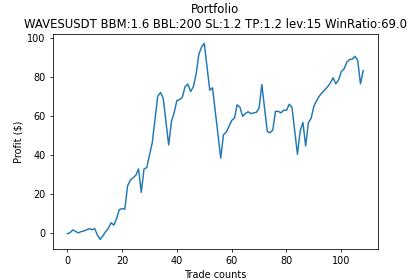 Portfolio
WAVESUSDT BBM:1.6 BBL:200 SL:1.2 TP:1.2 lev:15 WinRatio:69.0
100
80
60
40
20
0
Profit ($)
0 20 40 60 80 100
Trade counts